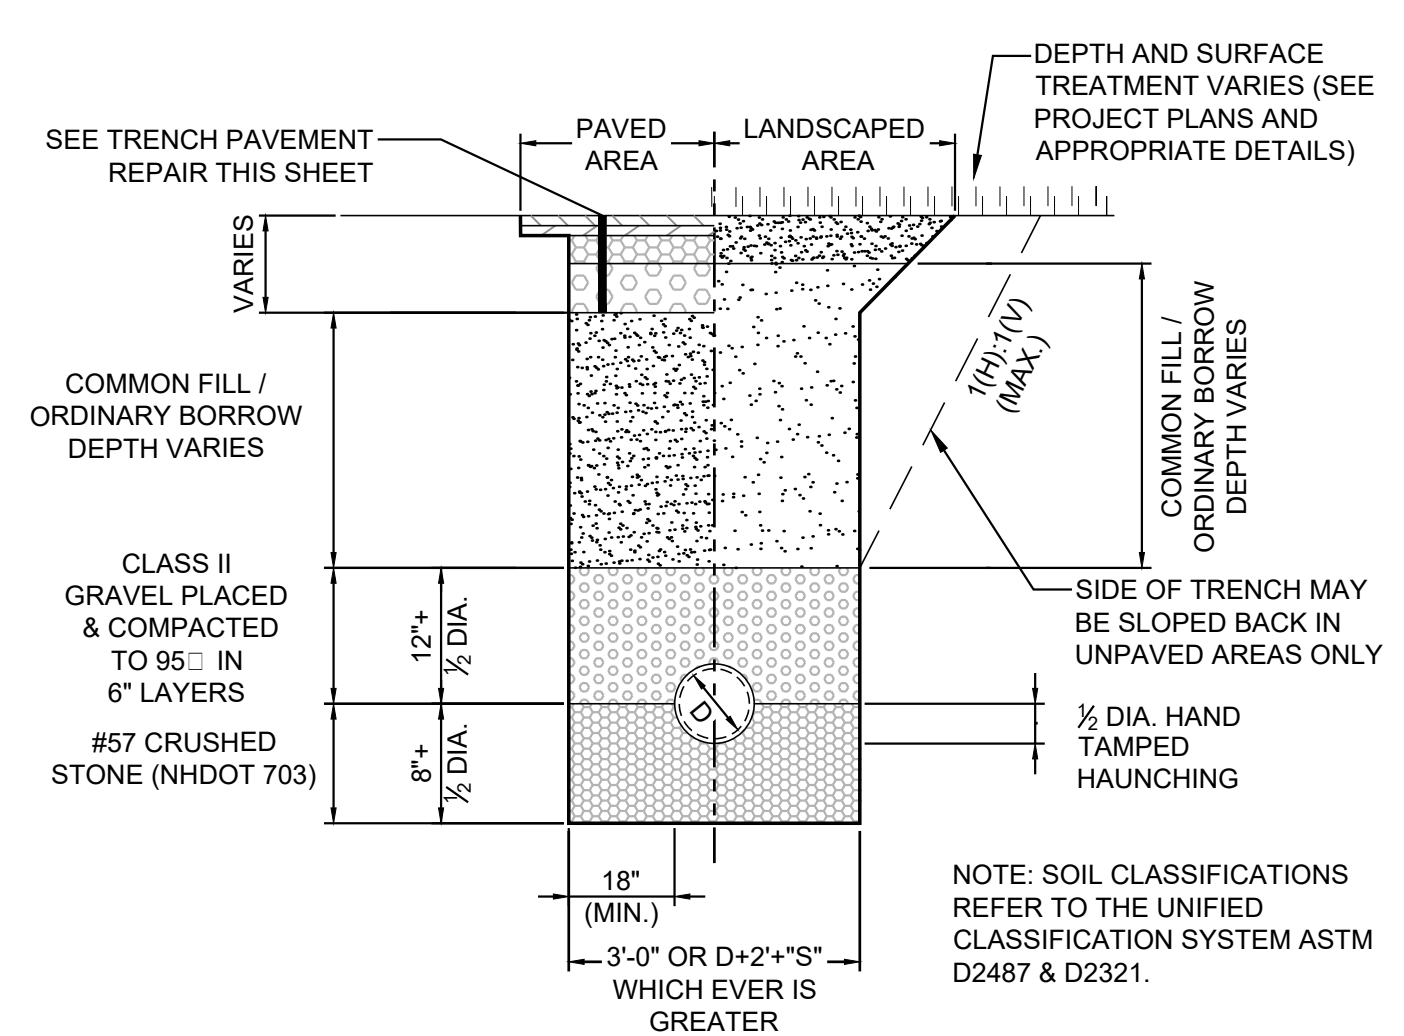 DEPTH AND SURFACE
TREATMENT VARIES (SEE
PROJECT PLANS AND
APPROPRIATE DETAILS)
SEE TRENCH PAVEMENT
REPAIR THIS SHEET
PAVED
AREA
LANDSCAPED
AREA
VARIES
COMMON FILL /
ORDINARY BORROW
DEPTH VARIES
1(H):1(V)
(MAX.)
COMMON FILL /
ORDINARY BORROW
DEPTH VARIES
CLASS II
GRAVEL PLACED
& COMPACTED
TO 95□ IN
6" LAYERS
12"+
½ DIA.
SIDE OF TRENCH MAY
BE SLOPED BACK IN
UNPAVED AREAS ONLY
D
#57 CRUSHED
STONE (NHDOT 703)
8"+
½ DIA.
½ DIA. HAND
TAMPED
HAUNCHING
18"
(MIN.)
3'-0" OR D+2'+"S"
WHICH EVER IS
GREATER
NOTE: SOIL CLASSIFICATIONS
REFER TO THE UNIFIED
CLASSIFICATION SYSTEM ASTM
D2487 & D2321.